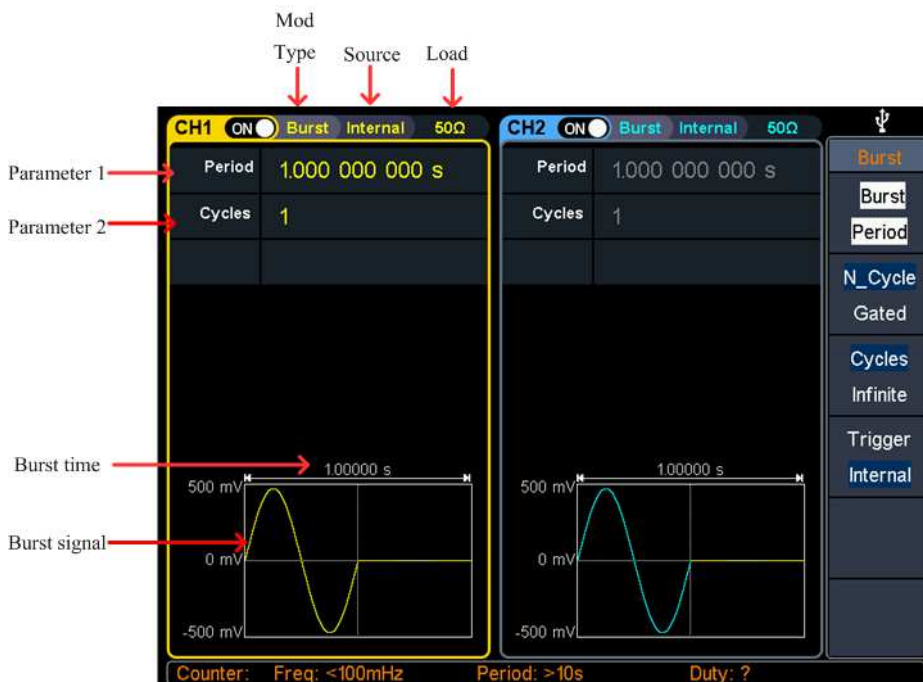 Mod
Type
Source
Load
CH1 ON Burst Internal 50Ω
CH2 ON Burst Internal 50Ω
Parameter 1
Period 1.000 000 000 s
Period 1.000 000 000 s
Parameter 2
Cycles 1
Cycles 1
Burst
Burst
Period
N_Cycle
Gated
Cycles
Infinite
Trigger
Internal
Burst time
1.00000 s
500 mV
Burst signal
0 mV
-500 mV
1.00000 s
500 mV
0 mV
-500 mV
Counter: Freq: <100mHz Period: >10s Duty: ?